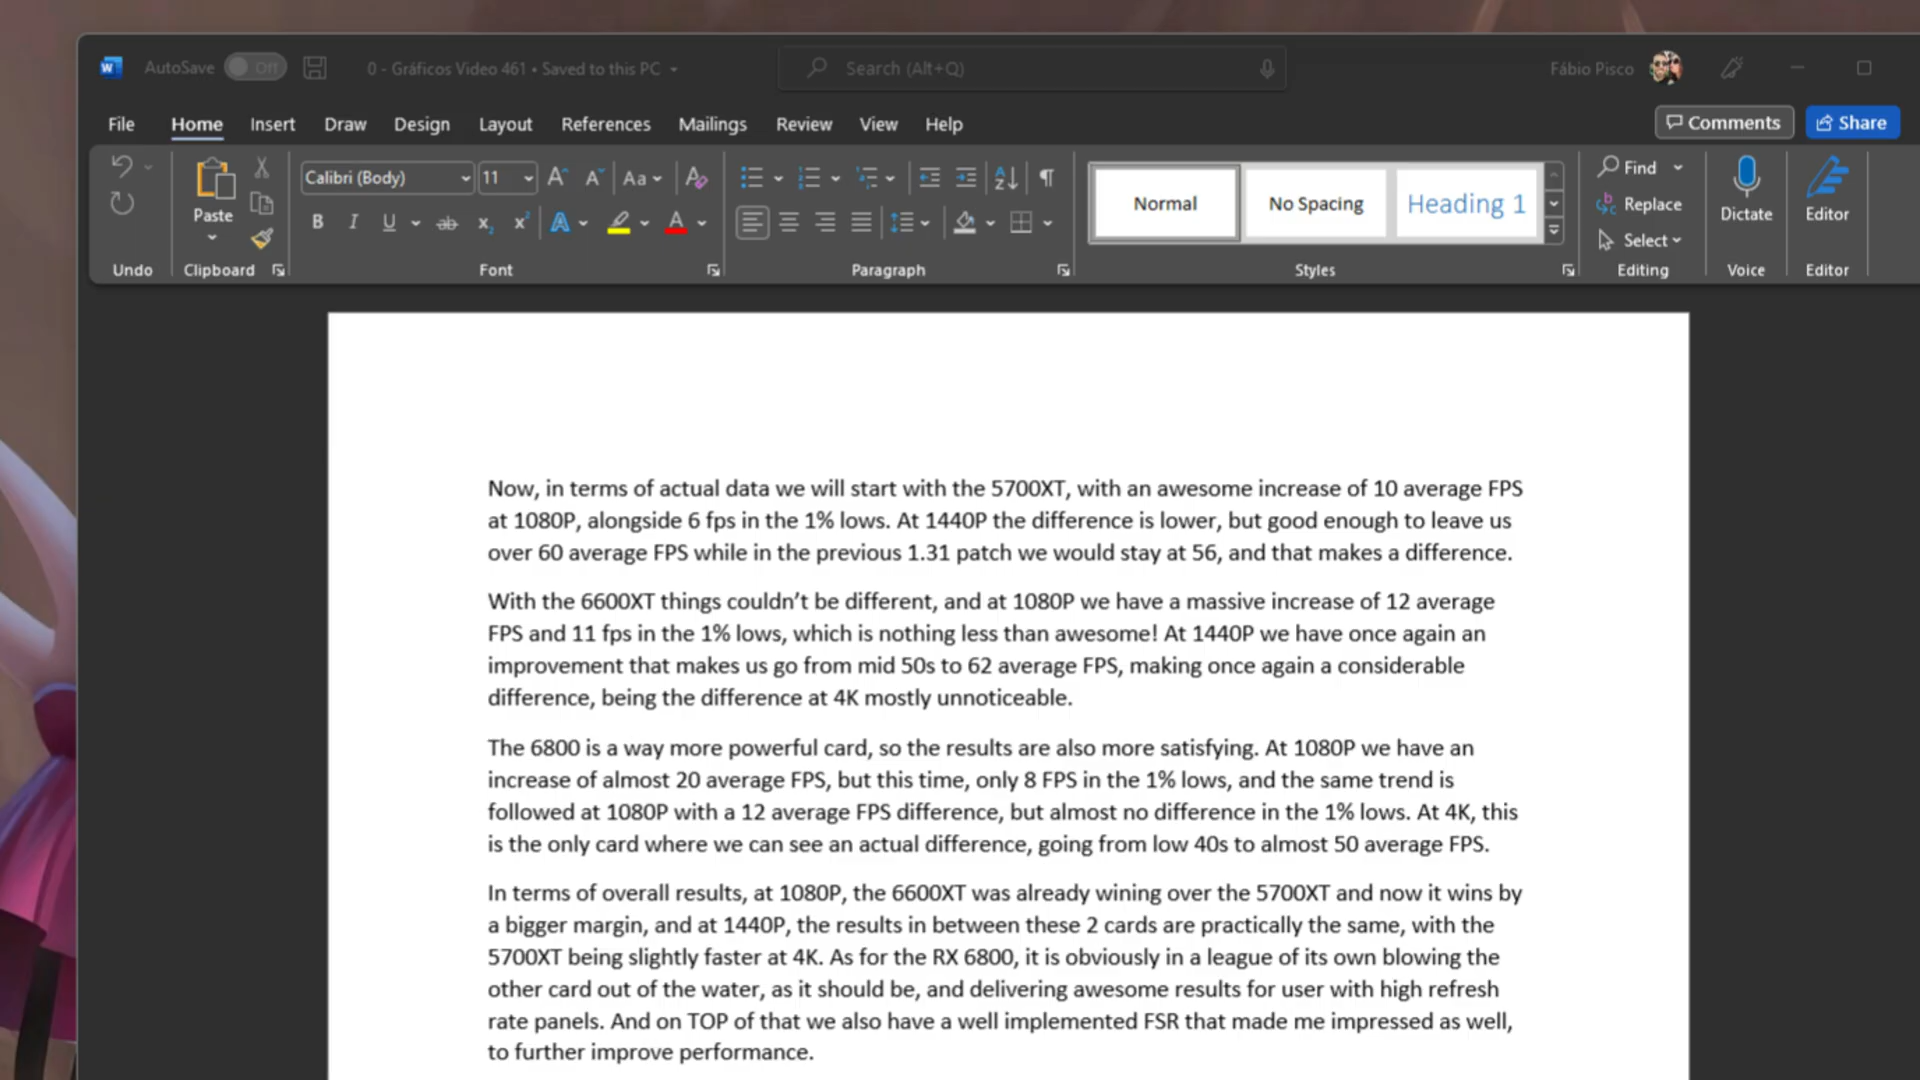 AutoSave Off 0 - Gráficos Video 461 • Saved to this PC Search (Alt+Q) Fábio Pisco
File Home Insert Draw Design Layout References Mailings Review View Help Comments Share
Paste Calibri (Body) 11 Aa Normal No Spacing Heading 1 Find Replace Select Dictate Editor
Undo Clipboard Font Paragraph Styles Editing Voice Editor
Now, in terms of actual data we will start with the 5700XT, with an awesome increase of 10 average FPS
at 1080P, alongside 6 fps in the 1% lows. At 1440P the difference is lower, but good enough to leave us
over 60 average FPS while in the previous 1.31 patch we would stay at 56, and that makes a difference.
With the 6600XT things couldn't be different, and at 1080P we have a massive increase of 12 average
FPS and 11 fps in the 1% lows, which is nothing less than awesome! At 1440P we have once again an
improvement that makes us go from mid 50s to 62 average FPS, making once again a considerable
difference, being the difference at 4K mostly unnoticeable.
The 6800 is a way more powerful card, so the results are also more satisfying. At 1080P we have an
increase of almost 20 average FPS, but this time, only 8 FPS in the 1% lows, and the same trend is
followed at 1080P with a 12 average FPS difference, but almost no difference in the 1% lows. At 4K, this
is the only card where we can see an actual difference, going from low 40s to almost 50 average FPS.
In terms of overall results, at 1080P, the 6600XT was already wining over the 5700XT and now it wins by
a bigger margin, and at 1440P, the results in between these 2 cards are practically the same, with the
5700XT being slightly faster at 4K. As for the RX 6800, it is obviously in a league of its own blowing the
other card out of the water, as it should be, and delivering awesome results for user with high refresh
rate panels. And on TOP of that we also have a well implemented FSR that made me impressed as well,
to further improve performance.